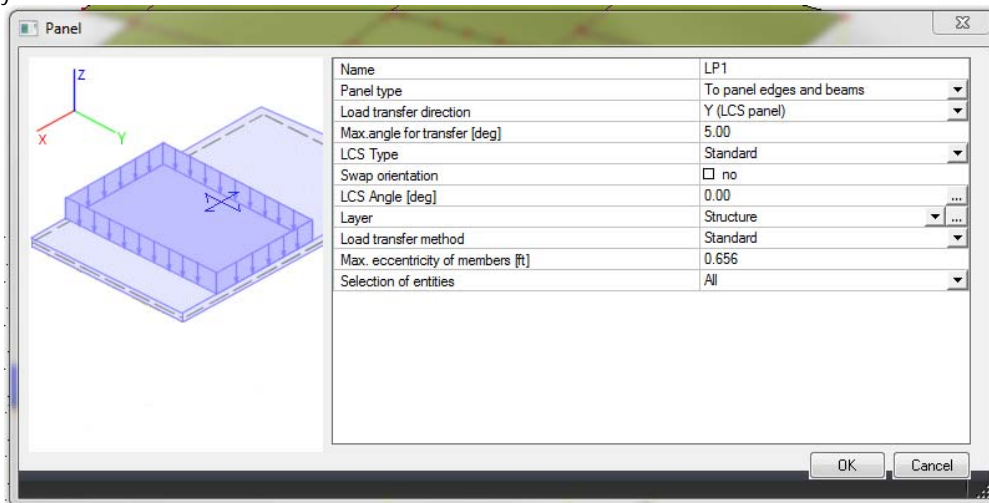 Panel
Z
X
Y
Name LP1
Panel type To panel edges and beams
Load transfer direction Y (LCS panel)
Max.angle for transfer [deg] 5.00
LCS Type Standard
Swap orientation no
LCS Angle [deg] 0.00 ...
Layer Structure ...
Load transfer method Standard
Max. eccentricity of members [ft] 0.656
Selection of entities All
OK Cancel